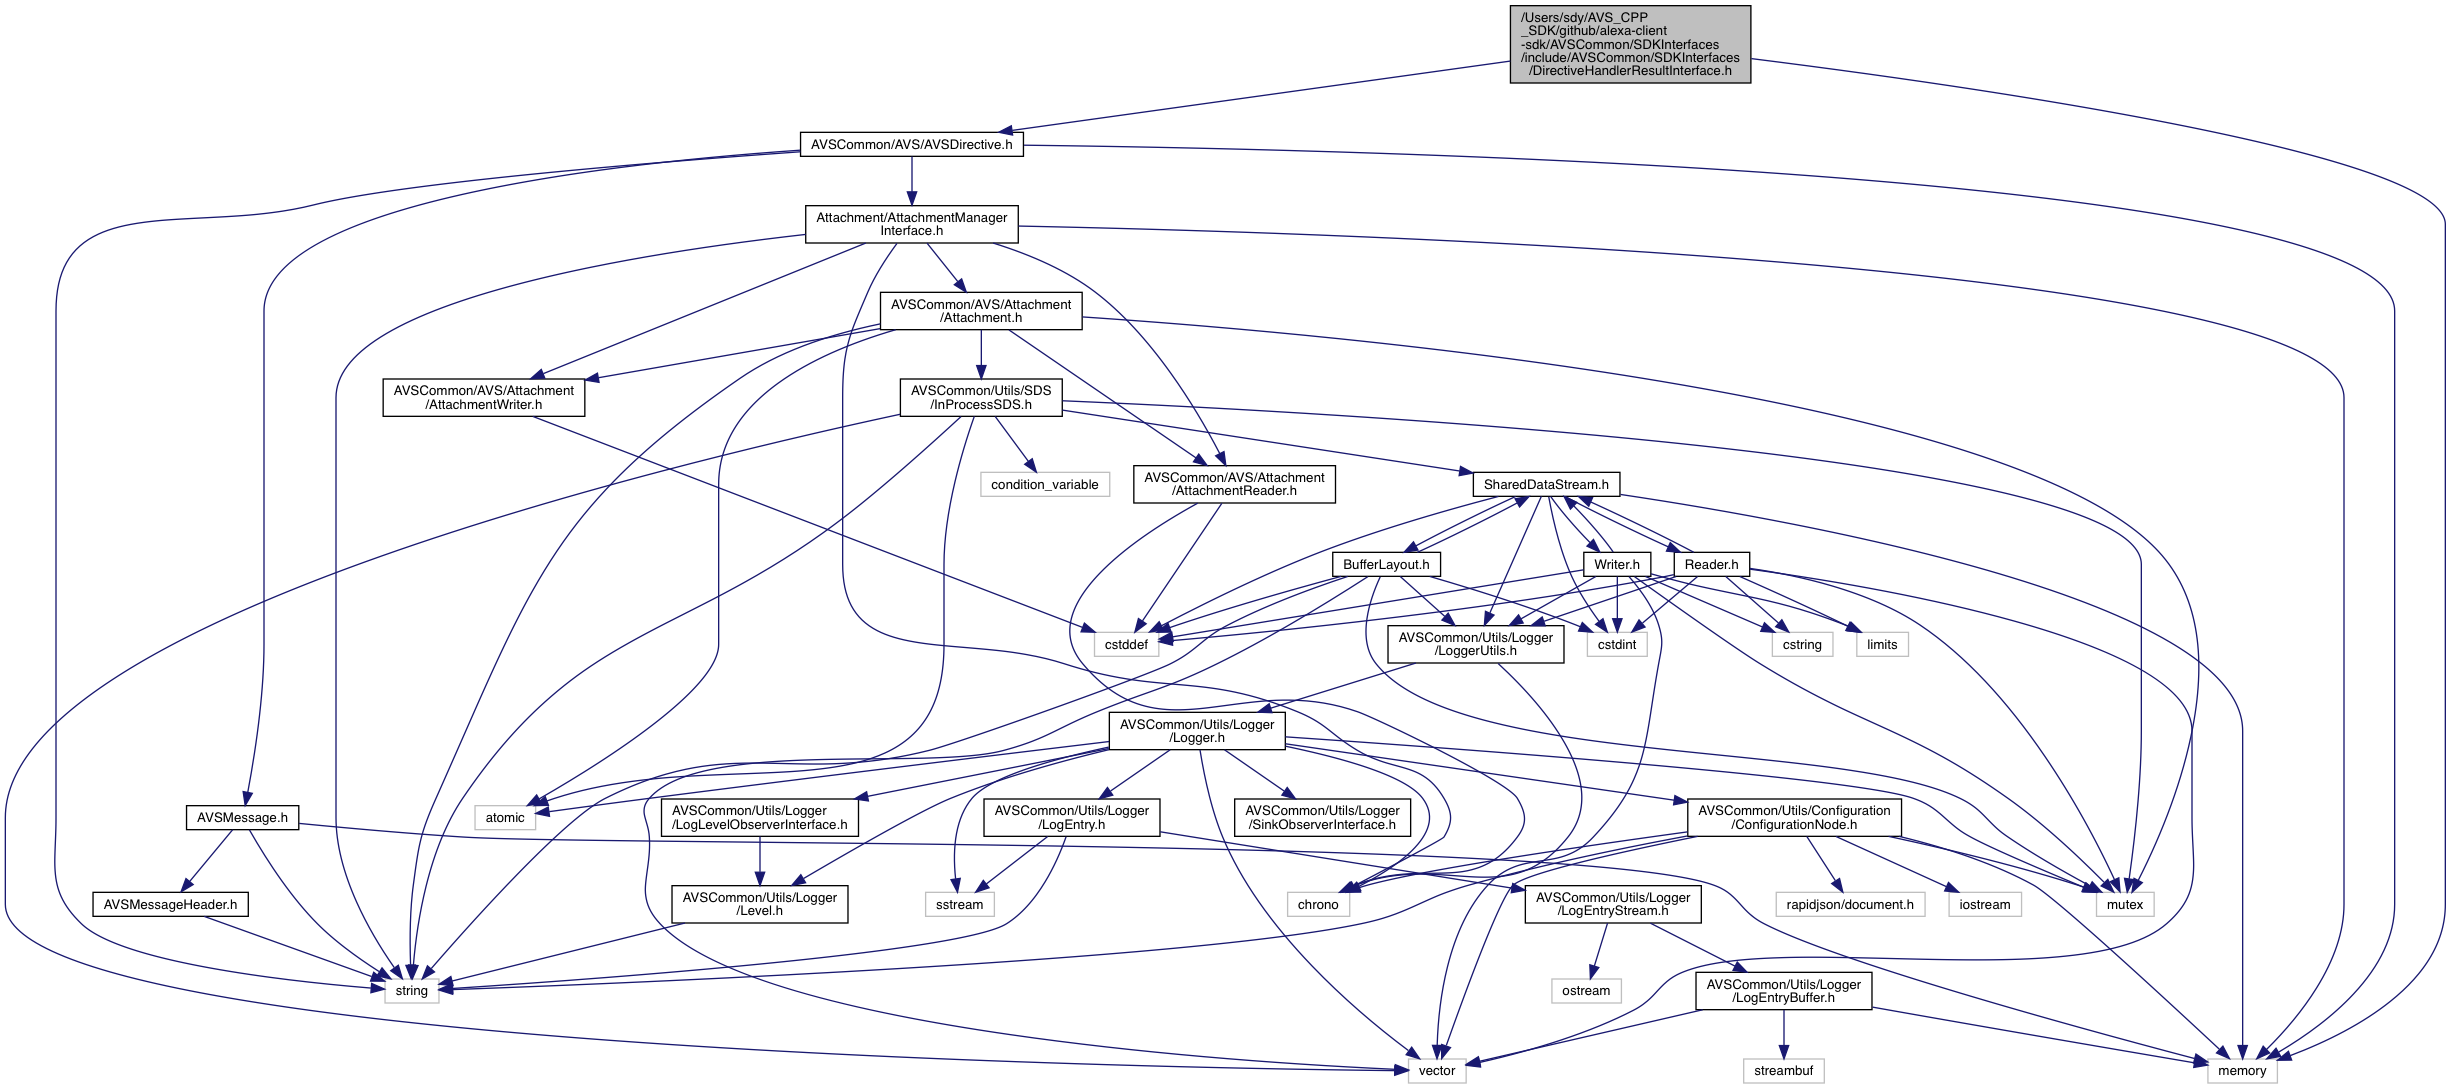 /Users/sdy/AVS_CPP
_SDK/github/alexa-client
-sdk/AVSCommon/SDKInterfaces
/include/AVSCommon/SDKInterfaces
/DirectiveHandlerResultInterface.h
AVSCommon/AVS/AVSDirective.h
Attachment/AttachmentManager
Interface.h
AVSCommon/AVS/Attachment
/Attachment.h
AVSCommon/AVS/Attachment
/AttachmentWriter.h
AVSCommon/Utils/SDS
/InProcessSDS.h
condition_variable
AVSCommon/AVS/Attachment
/AttachmentReader.h
SharedDataStream.h
BufferLayout.h
Writer.h
Reader.h
cstddef
AVSCommon/Utils/Logger
/LoggerUtils.h
cstdint
cstring
limits
AVSCommon/Utils/Logger
/Logger.h
AVSMessage.h
atomic
AVSCommon/Utils/Logger
/LogLevelObserverInterface.h
AVSCommon/Utils/Logger
/LogEntry.h
AVSCommon/Utils/Logger
/SinkObserverInterface.h
AVSCommon/Utils/Configuration
/ConfigurationNode.h
AVSMessageHeader.h
AVSCommon/Utils/Logger
/Level.h
sstream
chrono
AVSCommon/Utils/Logger
/LogEntryStream.h
rapidjson/document.h
iostream
mutex
string
ostream
AVSCommon/Utils/Logger
/LogEntryBuffer.h
vector
streambuf
memory